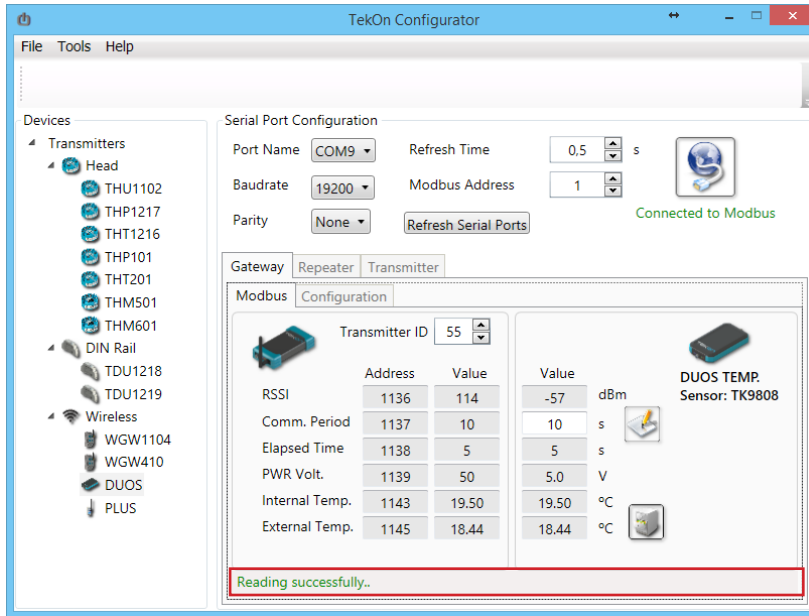 TekOn Configurator
File Tools Help
Devices
Transmitters
Head
THU1102
THP1217
THT1216
THP101
THT201
THM501
THM601
DIN Rail
TDU1218
TDU1219
Wireless
WGW1104
WGW410
DUOS
PLUS
Serial Port Configuration
Port Name COM9 Refresh Time 0,5 s
Baudrate 19200 Modbus Address 1
Parity None Refresh Serial Ports
Connected to Modbus
Gateway Repeater Transmitter
Modbus Configuration
Transmitter ID 55
DUOS TEMP.
Sensor: TK9808
Address Value Value
RSSI 1136 114 -57 dBm
Comm. Period 1137 10 10 s
Elapsed Time 1138 5 5 s
PWR Volt. 1139 50 5.0 V
Internal Temp. 1143 19.50 19.50 ºC
External Temp. 1145 18.44 18.44 ºC
Reading successfully..